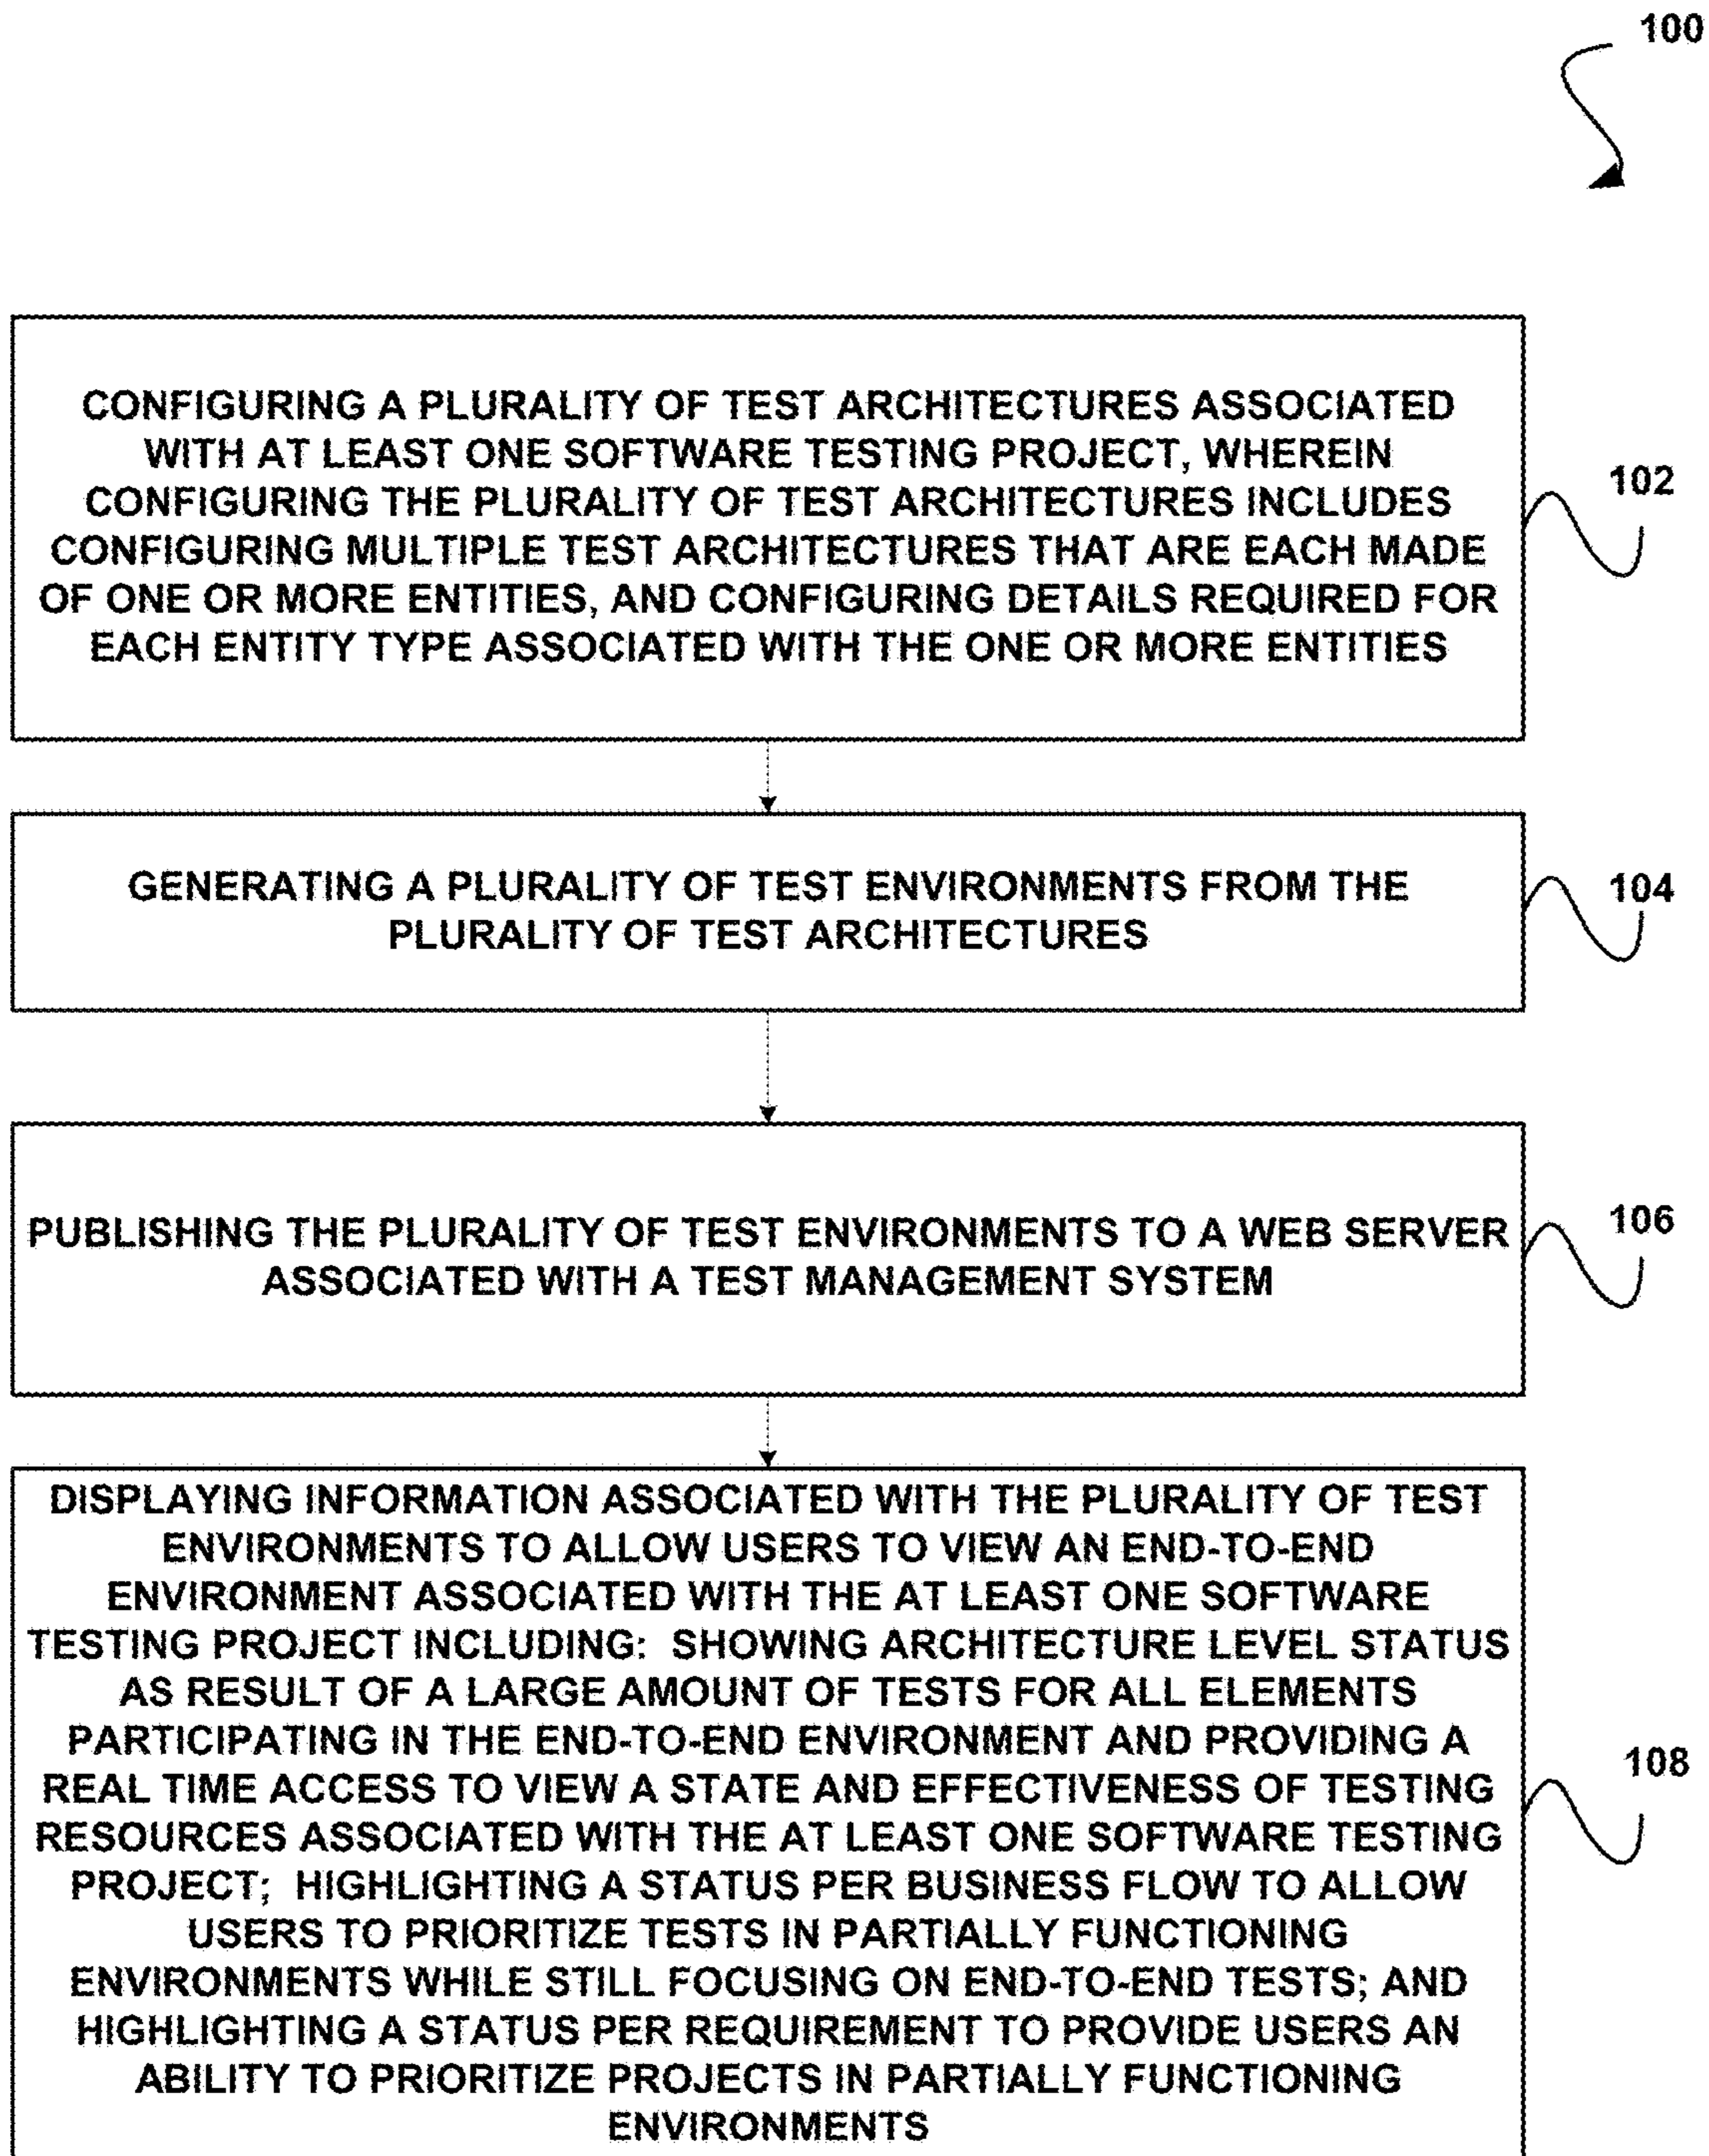 100
CONFIGURING A PLURALITY OF TEST ARCHITECTURES ASSOCIATED
WITH AT LEAST ONE SOFTWARE TESTING PROJECT, WHEREIN
CONFIGURING THE PLURALITY OF TEST ARCHITECTURES INCLUDES
CONFIGURING MULTIPLE TEST ARCHITECTURES THAT ARE EACH MADE
OF ONE OR MORE ENTITIES, AND CONFIGURING DETAILS REQUIRED FOR
EACH ENTITY TYPE ASSOCIATED WITH THE ONE OR MORE ENTITIES
102
GENERATING A PLURALITY OF TEST ENVIRONMENTS FROM THE
PLURALITY OF TEST ARCHITECTURES
104
PUBLISHING THE PLURALITY OF TEST ENVIRONMENTS TO A WEB SERVER
ASSOCIATED WITH A TEST MANAGEMENT SYSTEM
106
DISPLAYING INFORMATION ASSOCIATED WITH THE PLURALITY OF TEST
ENVIRONMENTS TO ALLOW USERS TO VIEW AN END-TO-END
ENVIRONMENT ASSOCIATED WITH THE AT LEAST ONE SOFTWARE
TESTING PROJECT INCLUDING: SHOWING ARCHITECTURE LEVEL STATUS
AS RESULT OF A LARGE AMOUNT OF TESTS FOR ALL ELEMENTS
PARTICIPATING IN THE END-TO-END ENVIRONMENT AND PROVIDING A
REAL TIME ACCESS TO VIEW A STATE AND EFFECTIVENESS OF TESTING
RESOURCES ASSOCIATED WITH THE AT LEAST ONE SOFTWARE TESTING
PROJECT; HIGHLIGHTING A STATUS PER BUSINESS FLOW TO ALLOW
USERS TO PRIORITIZE TESTS IN PARTIALLY FUNCTIONING
ENVIRONMENTS WHILE STILL FOCUSING ON END-TO-END TESTS; AND
HIGHLIGHTING A STATUS PER REQUIREMENT TO PROVIDE USERS AN
ABILITY TO PRIORITIZE PROJECTS IN PARTIALLY FUNCTIONING
ENVIRONMENTS
108